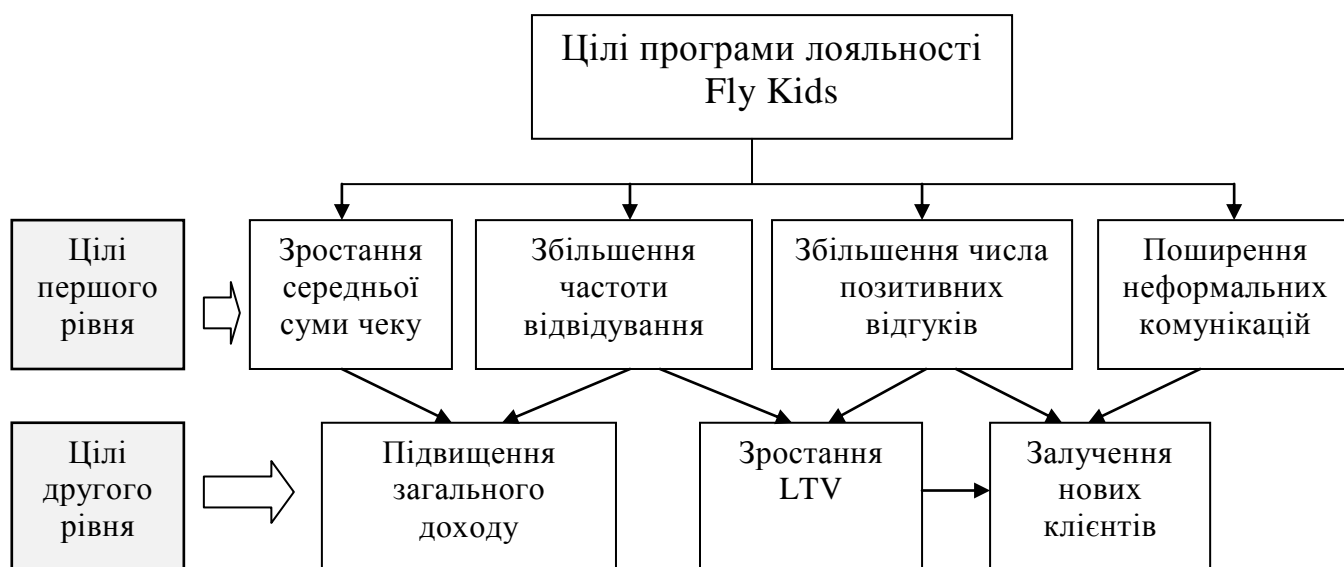 Цілі програми лояльності
Fly Kids
Цілі
першого
рівня
Зростання
середньої
суми чеку
Збільшення
частоти
відвідування
Збільшення числа
позитивних
відгуків
Поширення
неформальних
комунікацій
Цілі
другого
рівня
Підвищення
загального
доходу
Зростання
LTV
Залучення
нових
клієнтів